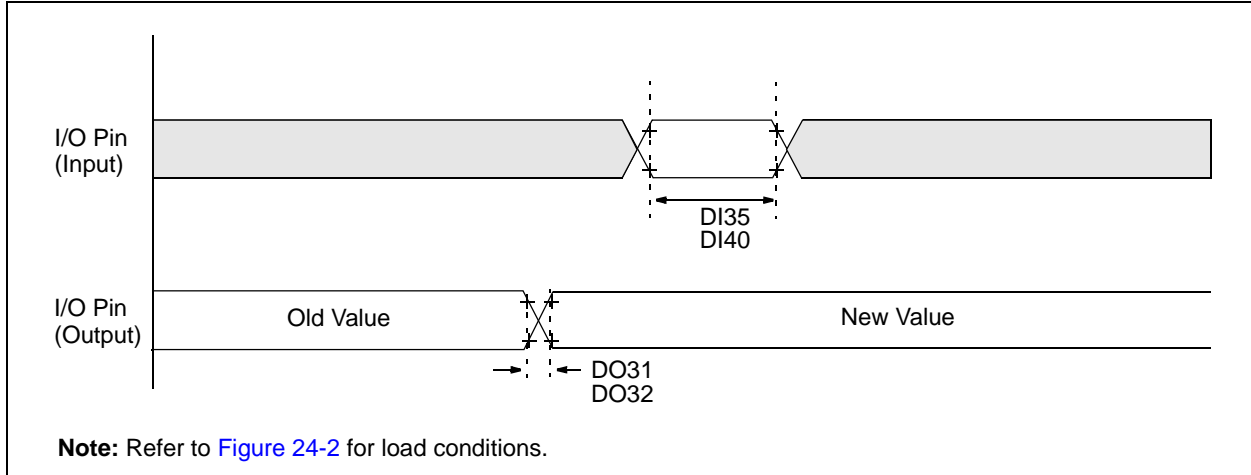 I/O Pin
(Input)
DI35
DI40
I/O Pin
(Output)
Old Value
New Value
DO31
DO32
Note: Refer to Figure 24-2 for load conditions.